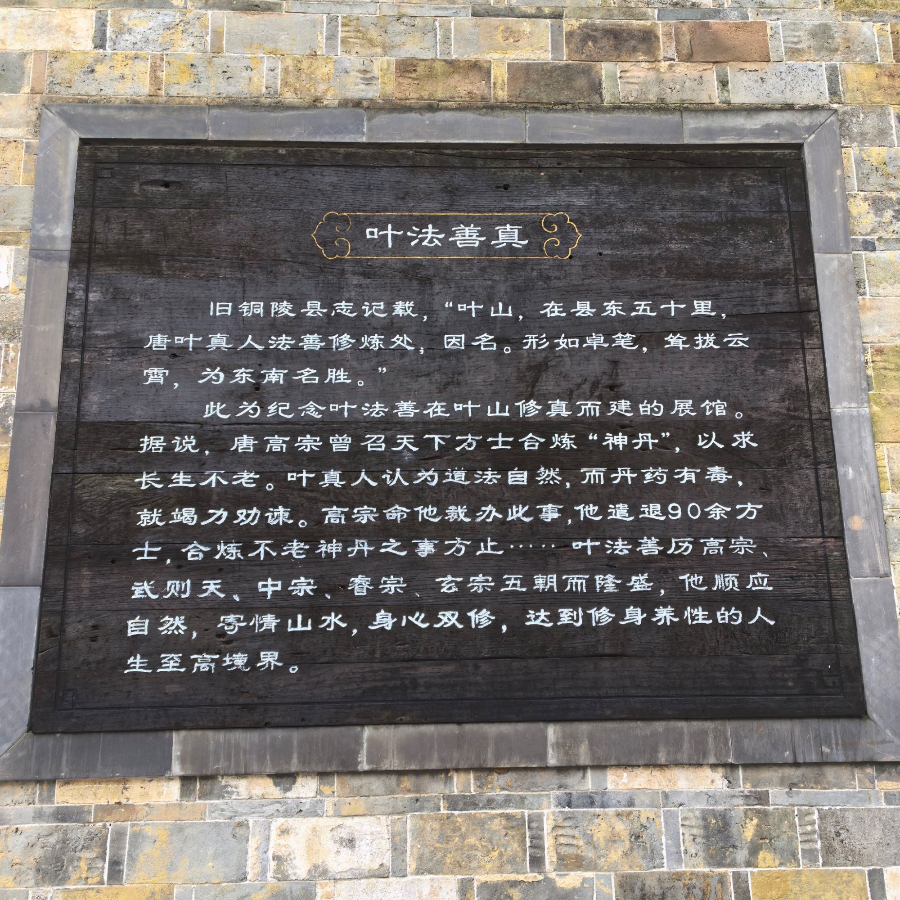 叶法善真
旧铜陵县志记载，“叶山，在县东五十里，
唐叶真人法善修炼处，因名。形如卓笔，耸拔云
霄，为东南名胜。”
此为纪念叶法善在叶山修真而建的展馆。
据说，唐高宗曾召天下方士合炼“神丹”，以求
长生不老。叶真人认为道法自然，而丹药有毒，
就竭力劝谏。高宗命他裁办此事，他遣退90余方
士，合炼不老神丹之事方止……叶法善历高宗、
武则天、中宗、睿宗、玄宗五朝而隆盛，他顺应
自然，寄情山水，身心双修，达到修身养性的人
生至高境界。